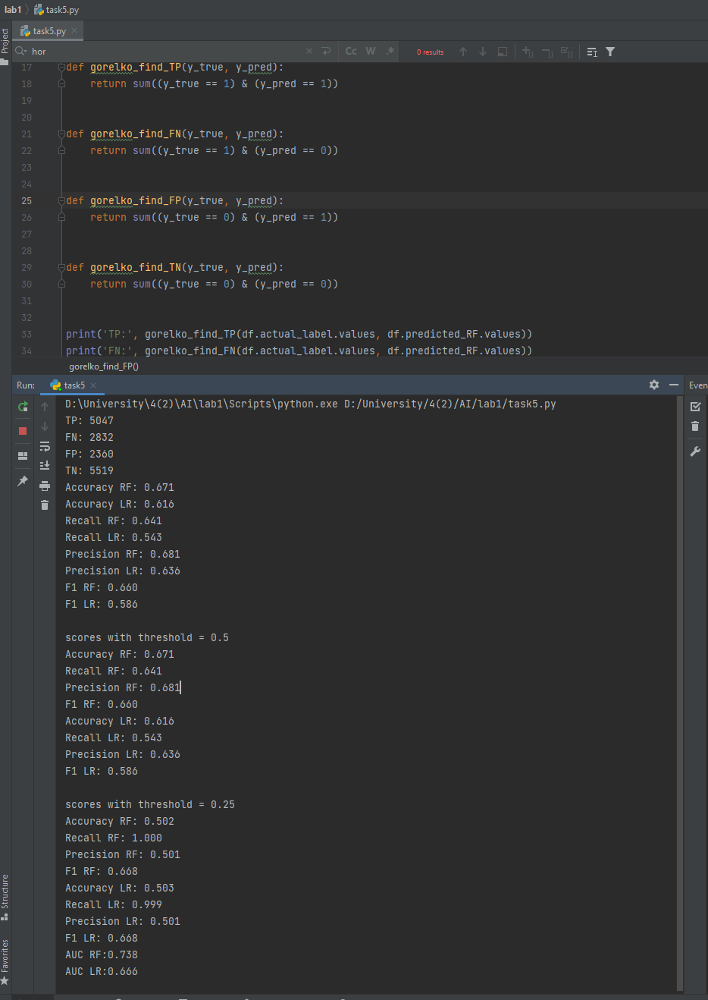 lab1 task5.py
Project
task5.py
hor Cc W .* 0 results
17 def gorelko_find_TP(y_true, y_pred):
18 return sum((y_true == 1) & (y_pred == 1))
19
20
21 def gorelko_find_FN(y_true, y_pred):
22 return sum((y_true == 1) & (y_pred == 0))
23
24
25 def gorelko_find_FP(y_true, y_pred):
26 return sum((y_true == 0) & (y_pred == 1))
27
28
29 def gorelko_find_TN(y_true, y_pred):
30 return sum((y_true == 0) & (y_pred == 0))
31
32
33 print('TP:', gorelko_find_TP(df.actual_label.values, df.predicted_RF.values))
34 print('FN:', gorelko_find_FN(df.actual_label.values, df.predicted_RF.values))
gorelko_find_FP()
Run: task5 Even
D:\University\4(2)\AI\lab1\Scripts\python.exe D:/University/4(2)/AI/lab1/task5.py
TP: 5047
FN: 2832
FP: 2360
TN: 5519
Accuracy RF: 0.671
Accuracy LR: 0.616
Recall RF: 0.641
Recall LR: 0.543
Precision RF: 0.681
Precision LR: 0.636
F1 RF: 0.660
F1 LR: 0.586
scores with threshold = 0.5
Accuracy RF: 0.671
Recall RF: 0.641
Precision RF: 0.681
F1 RF: 0.660
Accuracy LR: 0.616
Recall LR: 0.543
Precision LR: 0.636
F1 LR: 0.586
scores with threshold = 0.25
Accuracy RF: 0.502
Recall RF: 1.000
Precision RF: 0.501
F1 RF: 0.668
Accuracy LR: 0.503
Recall LR: 0.999
Precision LR: 0.501
F1 LR: 0.668
AUC RF:0.738
AUC LR:0.666
Structure
Favorites